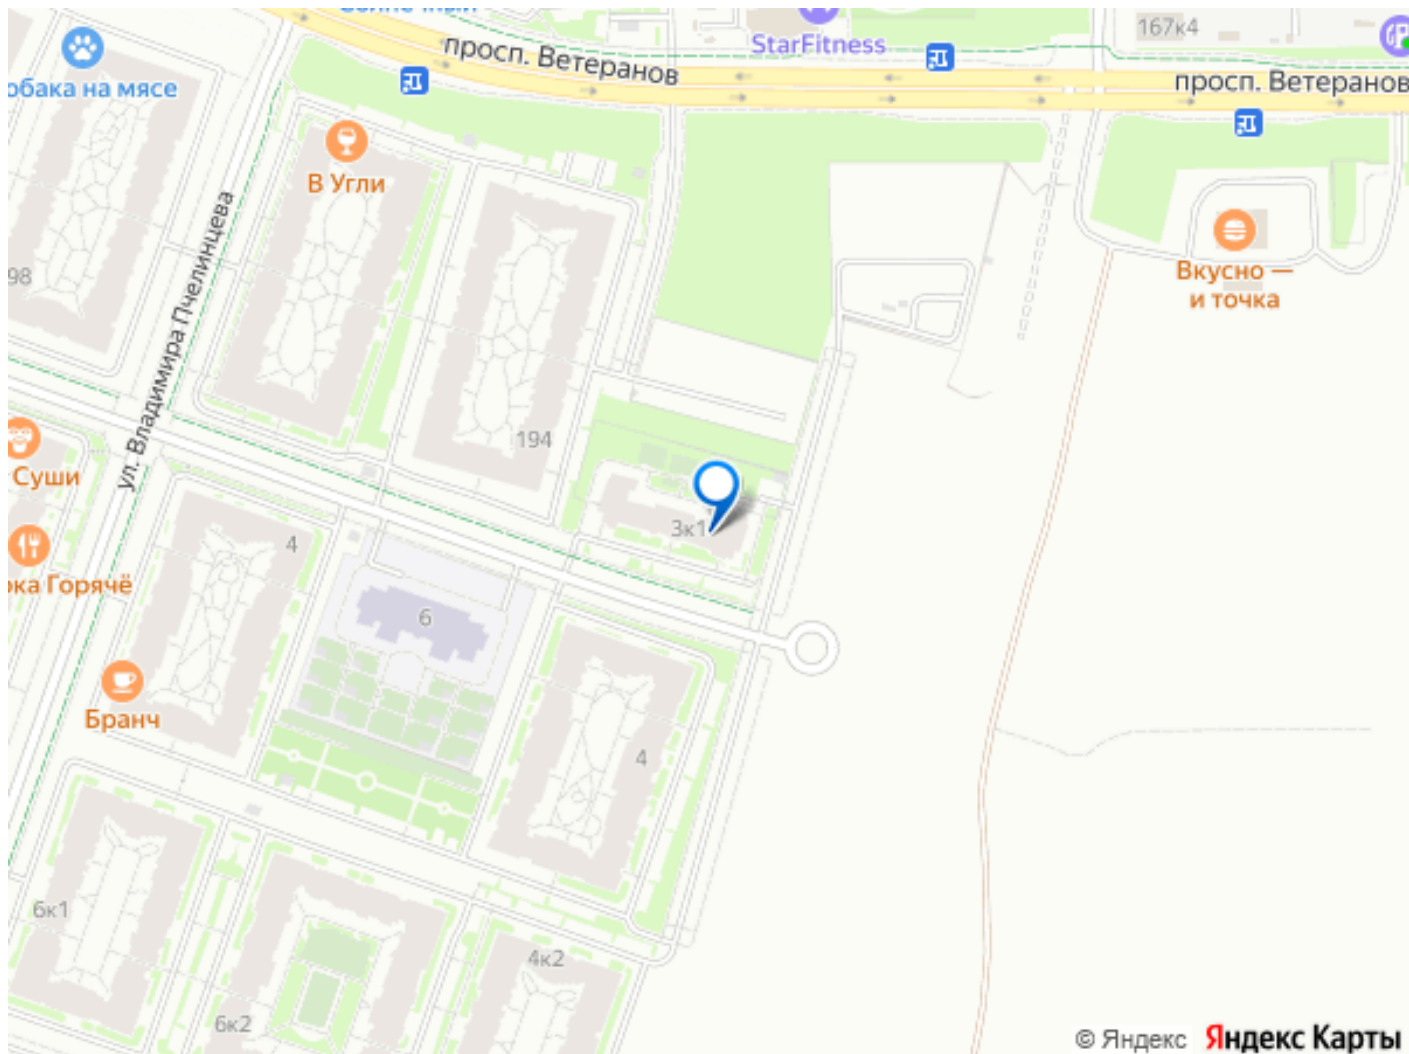 просп. Ветеранов
167к4
StarFitness
просп. Ветеранов
обака на мясе
В Угли
ул. Владимира Пчелинцева
98
Вкусно —
и точка
194
Суши
3к1
4
ка Горячё
6
Бранч
4
6к1
4к2
6к2
© Яндекс Яндекс Карты